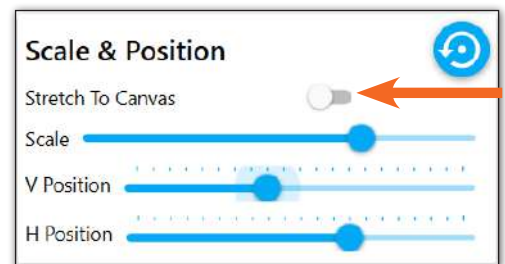 Scale & Position
Stretch To Canvas
Scale
V Position
H Position